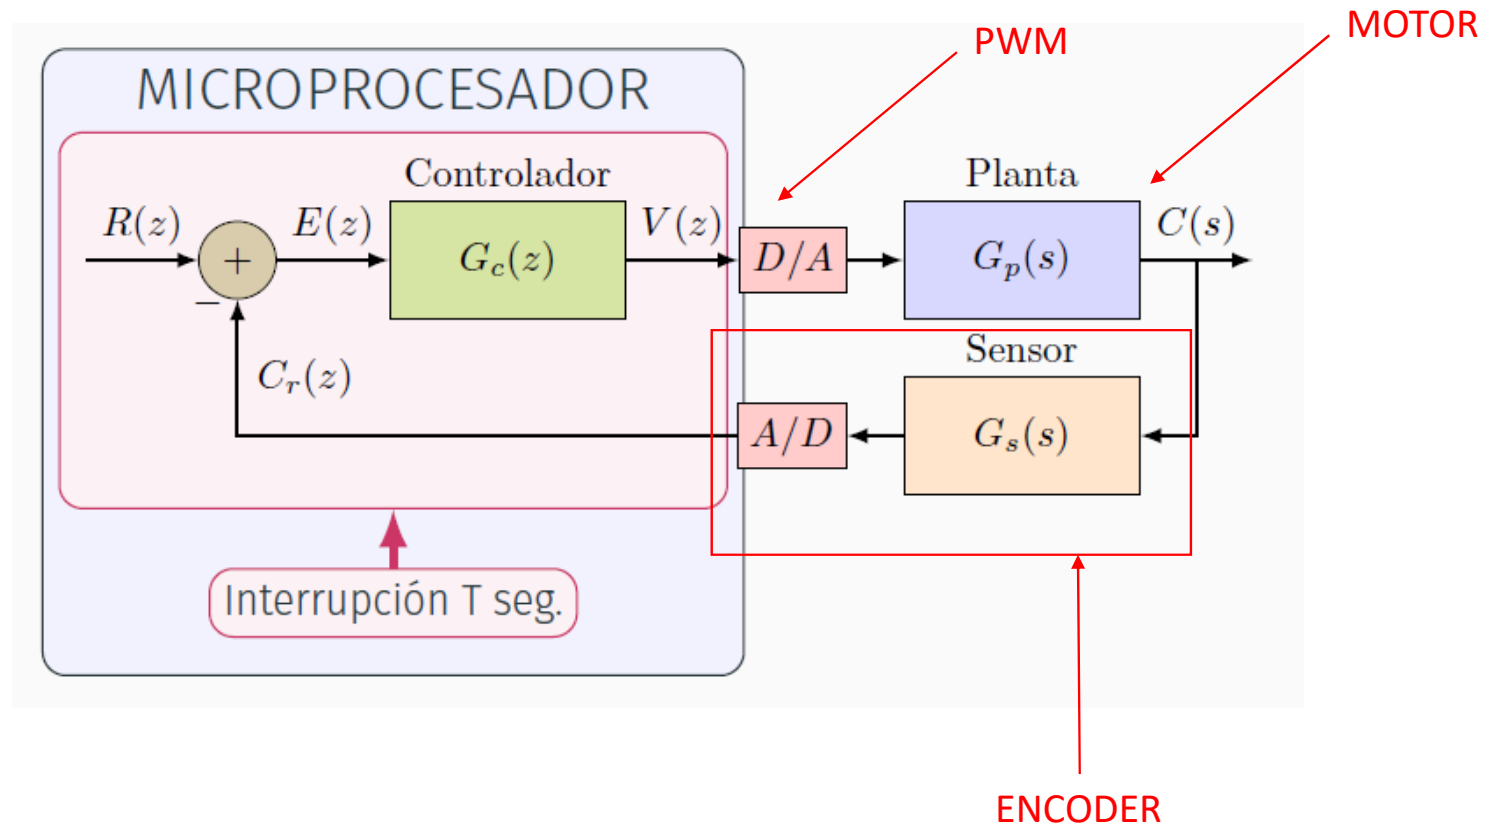 MOTOR
PWM
MICROPROCESADOR
Controlador
Planta
R(z)
E(z)
V(z)
C(s)
+
−
G_c(z)
D/A
G_p(s)
Sensor
C_r(z)
A/D
G_s(s)
Interrupción T seg.
ENCODER